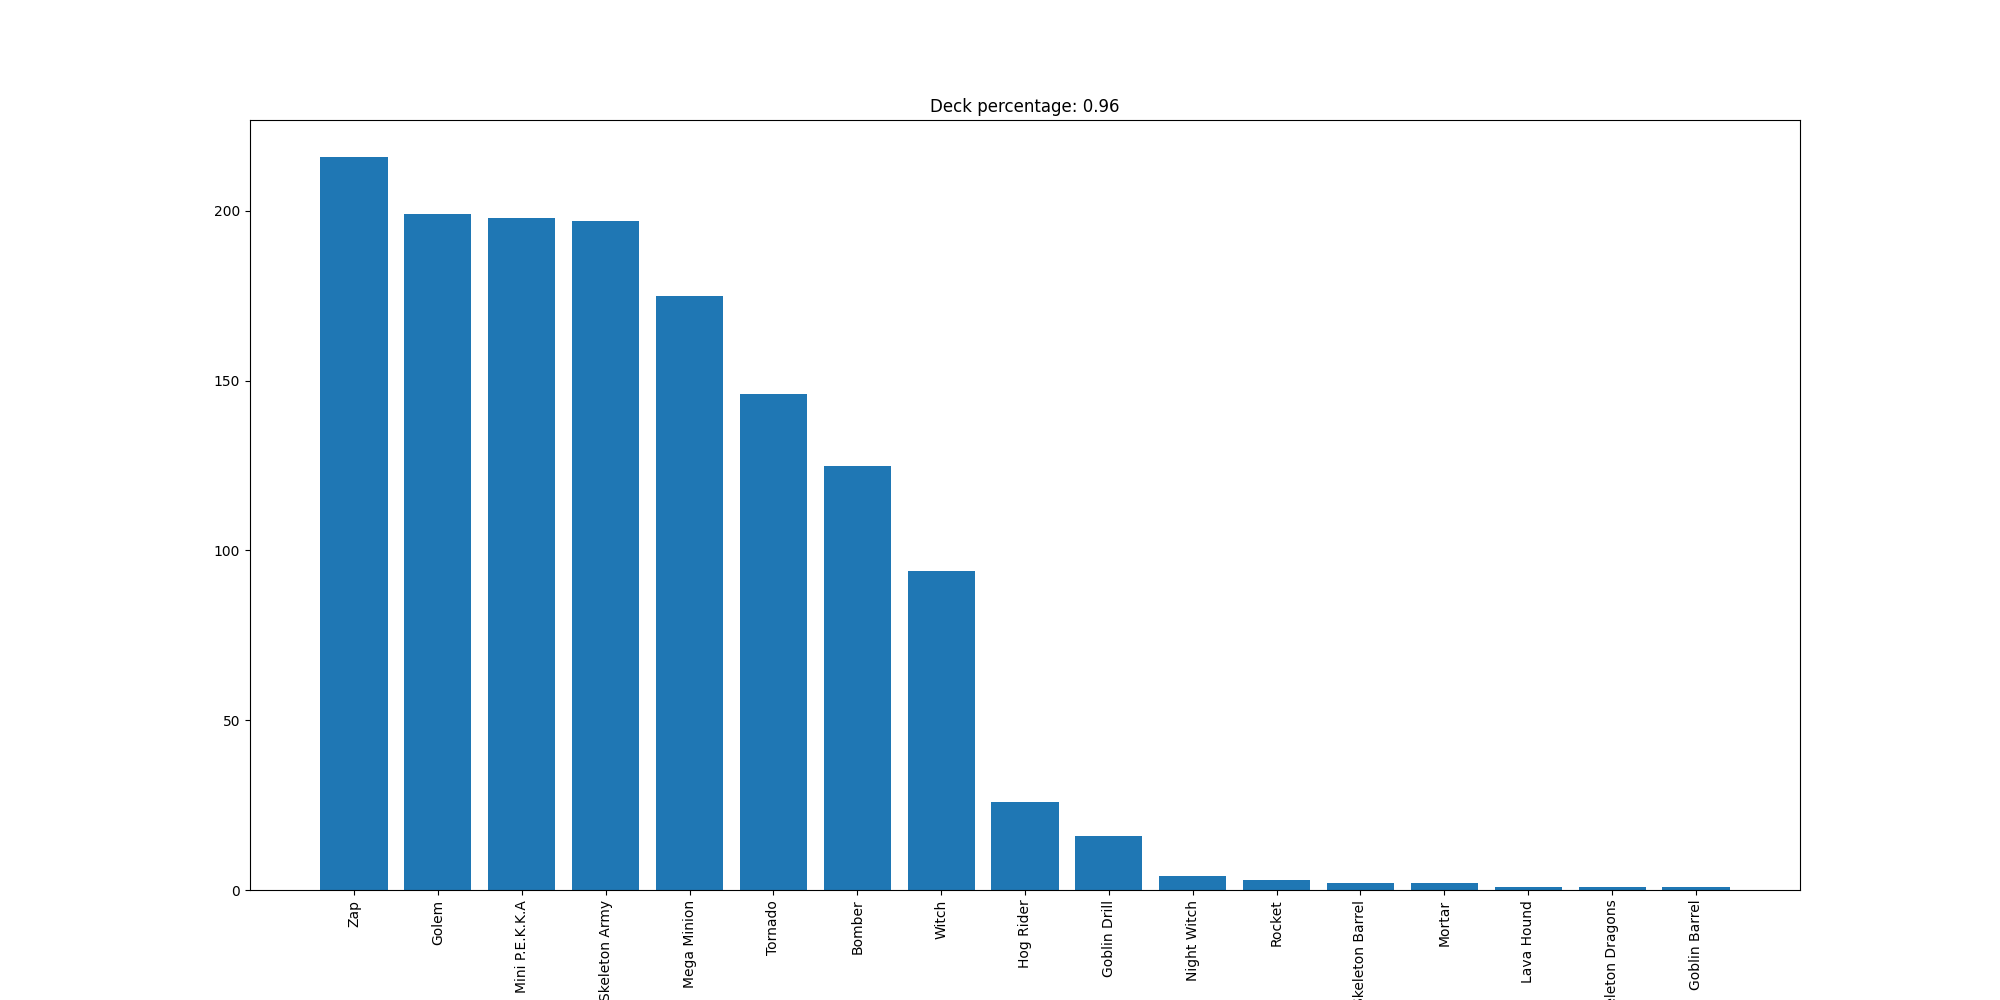 Deck percentage: 0.96
200
150
100
50
0
Zap
Golem
Mini P.E.K.K.A
Skeleton Army
Mega Minion
Tornado
Bomber
Witch
Hog Rider
Goblin Drill
Night Witch
Rocket
Skeleton Barrel
Mortar
Lava Hound
leton Dragons
Goblin Barrel